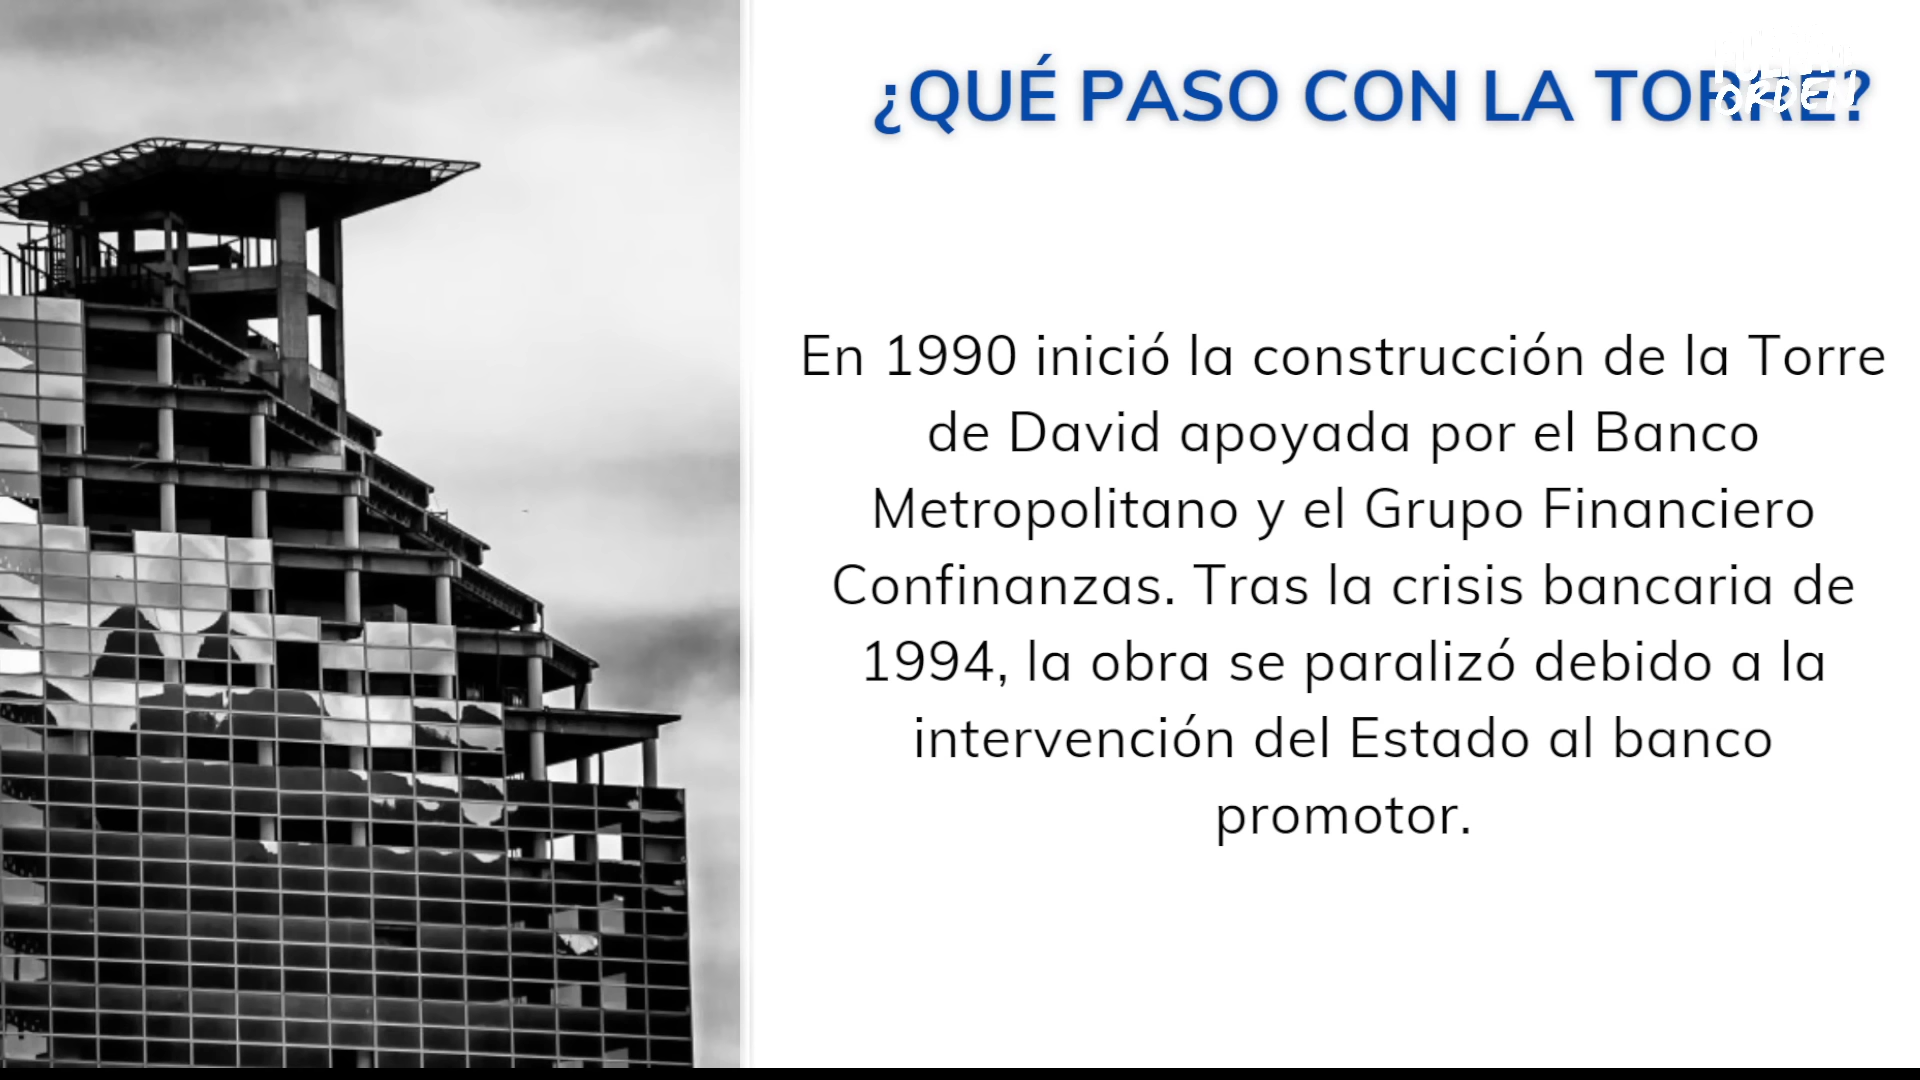 ¿QUÉ PASO CON LA TORRE?
ORDEN
En 1990 inició la construcción de la Torre
de David apoyada por el Banco
Metropolitano y el Grupo Financiero
Confinanzas. Tras la crisis bancaria de
1994, la obra se paralizó debido a la
intervención del Estado al banco
promotor.